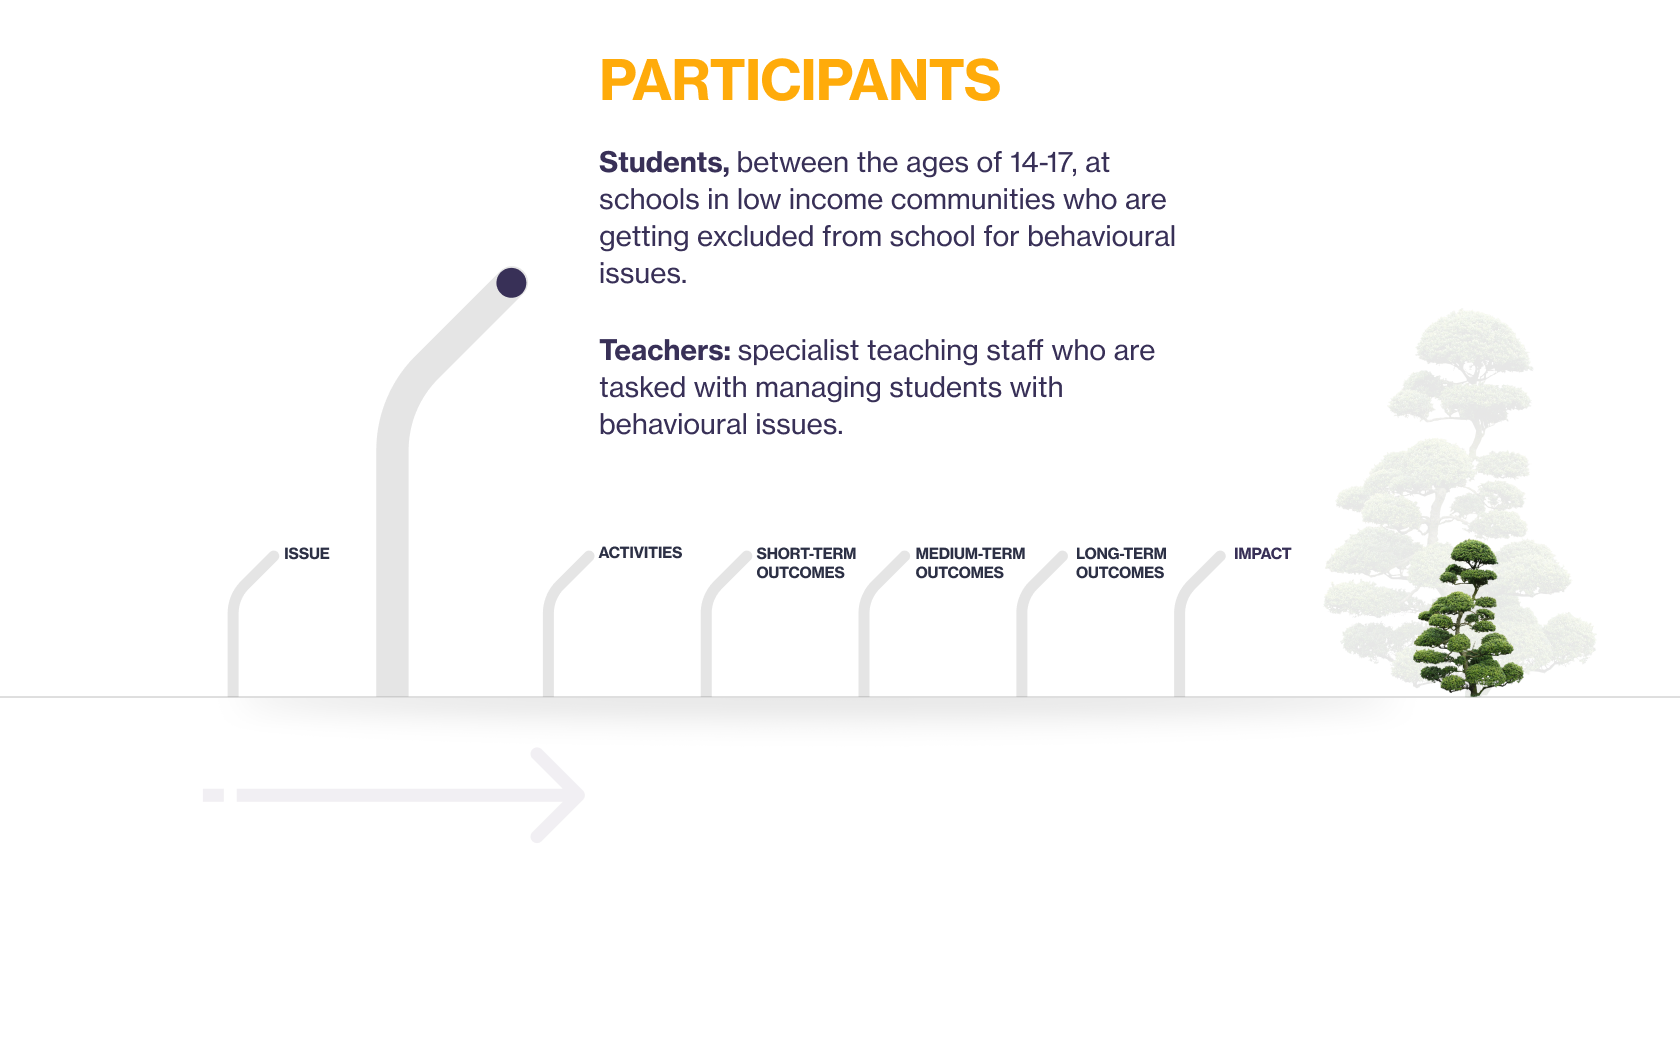 PARTICIPANTS
Students, between the ages of 14-17, at
schools in low income communities who are
getting excluded from school for behavioural
issues.
Teachers: specialist teaching staff who are
tasked with managing students with
behavioural issues.
ISSUE
ACTIVITIES
SHORT-TERM
OUTCOMES
MEDIUM-TERM
OUTCOMES
LONG-TERM
OUTCOMES
IMPACT